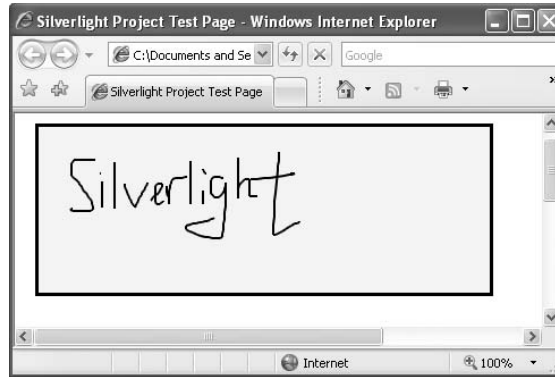 Silverlight Project Test Page - Windows Internet Explorer
C:\Documents and Se
Google
Silverlight Project Test Page
»
Silverlight
Internet
100%